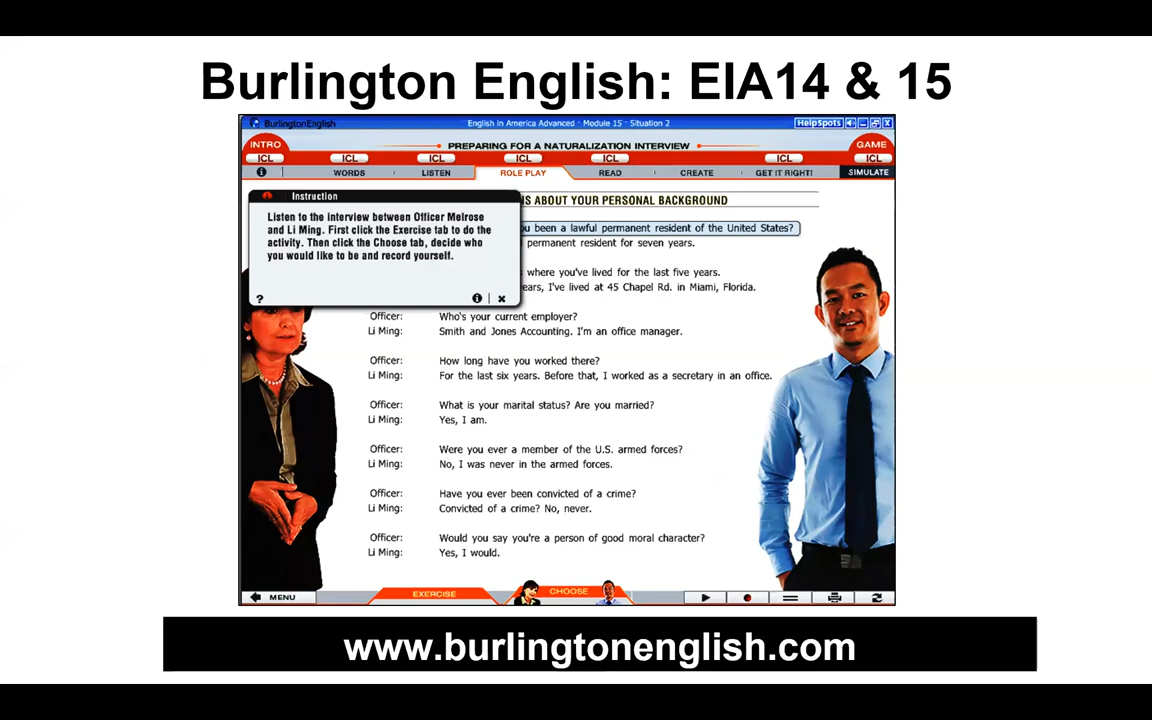 Burlington English: EIA14 & 15
BurlingtonEnglish
English in America Advanced · Module 15 · Situation 2
HelpSpots
INTRO
PREPARING FOR A NATURALIZATION INTERVIEW
GAME
ICL ICL ICL ICL ICL ICL ICL
WORDS LISTEN ROLE PLAY READ CREATE GET IT RIGHT! SIMULATE
Instruction
Listen to the interview between Officer Melrose
and Li Ming. First click the Exercise tab to do the
activity. Then click the Choose tab, decide who
you would like to be and record yourself.
?
NS ABOUT YOUR PERSONAL BACKGROUND
been a lawful permanent resident of the United States?
permanent resident for seven years.
where you've lived for the last five years.
I've lived at 45 Chapel Rd. in Miami, Florida.
Officer: Who's your current employer?
Li Ming: Smith and Jones Accounting. I'm an office manager.
Officer: How long have you worked there?
Li Ming: For the last six years. Before that, I worked as a secretary in an office.
Officer: What is your marital status? Are you married?
Li Ming: Yes, I am.
Officer: Were you ever a member of the U.S. armed forces?
Li Ming: No, I was never in the armed forces.
Officer: Have you ever been convicted of a crime?
Li Ming: Convicted of a crime? No, never.
Officer: Would you say you're a person of good moral character?
Li Ming: Yes, I would.
MENU EXERCISE CHOOSE
www.burlingtonenglish.com